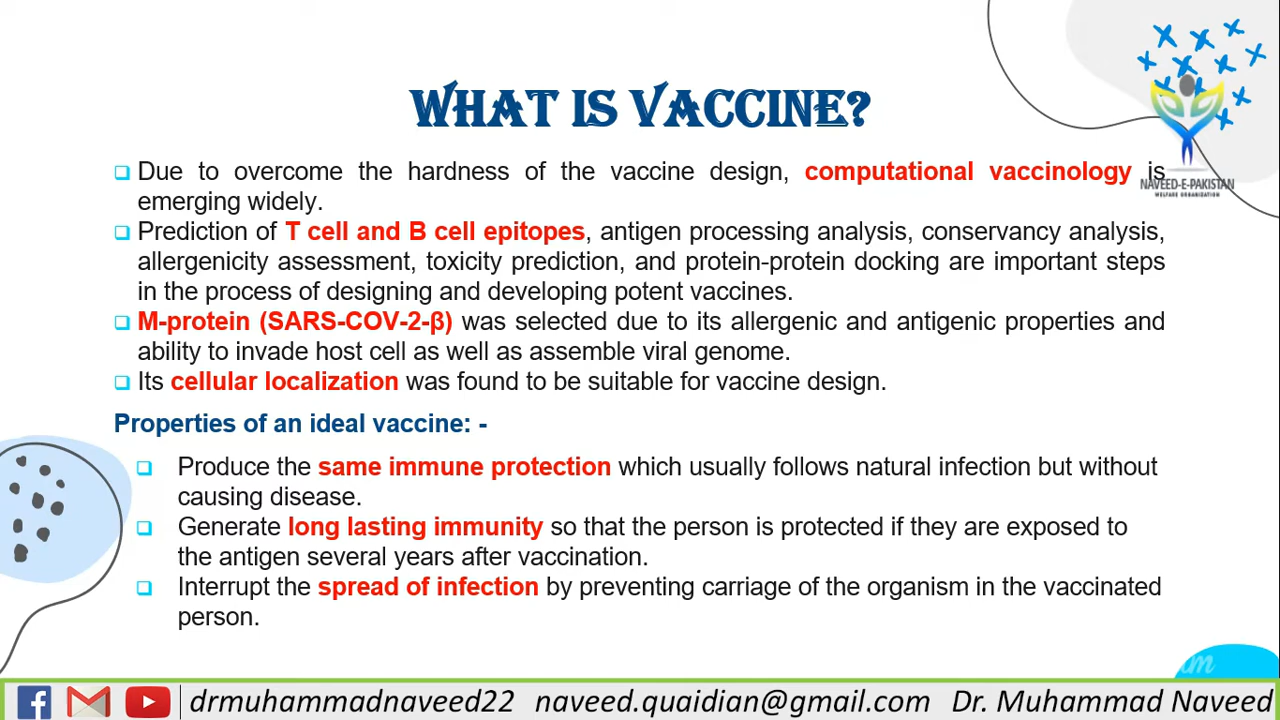 WHAT IS VACCINE?
Due to overcome the hardness of the vaccine design, computational vaccinology is
emerging widely.
Prediction of T cell and B cell epitopes, antigen processing analysis, conservancy analysis,
allergenicity assessment, toxicity prediction, and protein-protein docking are important steps
in the process of designing and developing potent vaccines.
M-protein (SARS-COV-2-β) was selected due to its allergenic and antigenic properties and
ability to invade host cell as well as assemble viral genome.
Its cellular localization was found to be suitable for vaccine design.
Properties of an ideal vaccine: -
Produce the same immune protection which usually follows natural infection but without
causing disease.
Generate long lasting immunity so that the person is protected if they are exposed to
the antigen several years after vaccination.
Interrupt the spread of infection by preventing carriage of the organism in the vaccinated
person.
NAVEED-E-PAKISTAN
WELFARE ORGANIZATION
drmuhammadnaveed22 naveed.quaidian@gmail.com Dr. Muhammad Naveed